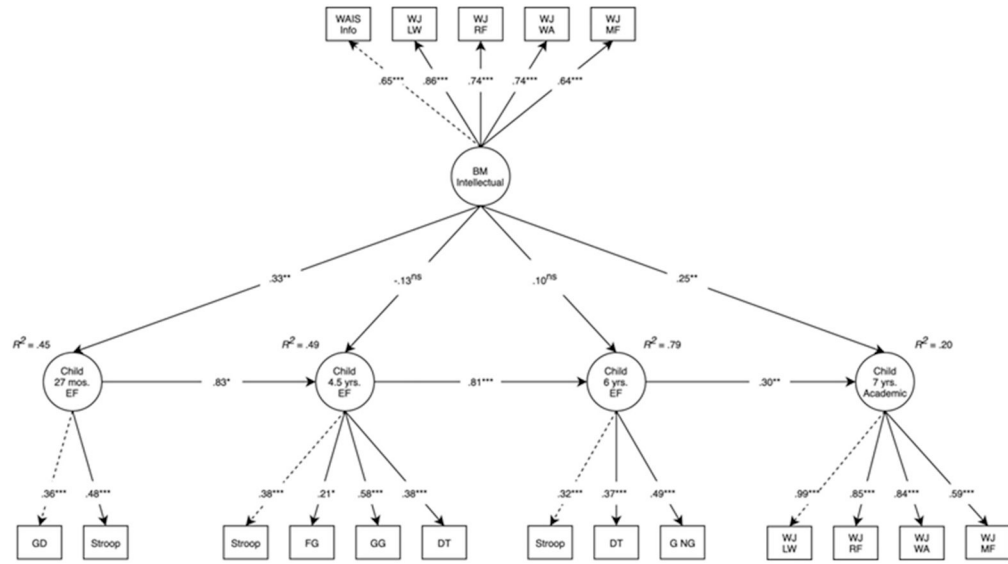 WAIS
Info
WJ
LW
WJ
RF
WJ
WA
WJ
MF
.65***
.86***
.74***
.74***
.64***
BM
Intellectual
.33**
-.13ns
.10ns
.25**
R2 = .45
R2 = .49
R2 = .79
R2 = .20
Child
27 mos.
EF
.83*
Child
4.5 yrs.
EF
.81***
Child
6 yrs.
EF
.30**
Child
7 yrs.
Academic
.36***
.48***
.38***
.21*
.58***
.38***
.32***
.37***
.49***
.99***
.85***
.84***
.59***
GD
Stroop
Stroop
FG
GG
DT
Stroop
DT
G NG
WJ
LW
WJ
RF
WJ
WA
WJ
MF